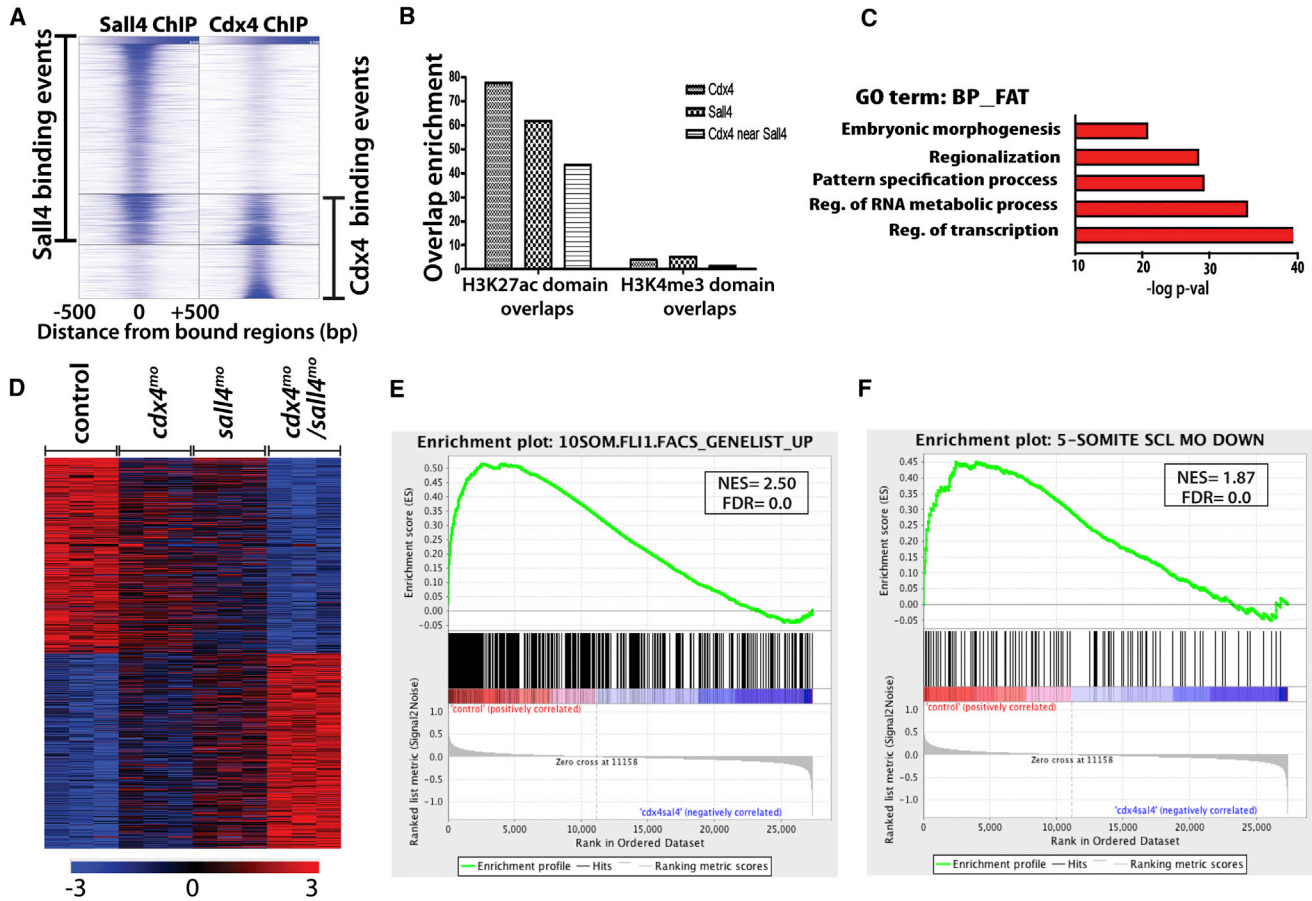 A
Sall4 ChIP
Cdx4 ChIP
Sall4 binding events
Cdx4 binding events
-500
0
+500
Distance from bound regions (bp)
B
Overlap enrichment
80
70
60
50
40
30
20
10
0
Cdx4
Sall4
Cdx4 near Sall4
H3K27ac domain
overlaps
H3K4me3 domain
overlaps
C
GO term: BP_FAT
Embryonic morphogenesis
Regionalization
Pattern specification proccess
Reg. of RNA metabolic process
Reg. of transcription
10
20
30
40
-log p-val
D
control
cdx4mo
sall4mo
cdx4mo
/sall4mo
-3
0
3
E
Enrichment plot: 10SOM.FLI1.FACS_GENELIST_UP
NES= 2.50
FDR= 0.0
Enrichment score (ES)
0.50
0.45
0.40
0.35
0.30
0.25
0.20
0.15
0.10
0.05
0.00
-0.05
'control' (positively correlated)
Ranked list metric (Signal2Noise)
1.0
0.5
0.0
-0.5
-1.0
Zero cross at 11158
'cdx4sal4' (negatively correlated)
0
5,000
10,000
15,000
20,000
25,000
Rank in Ordered Dataset
Enrichment profile
Hits
Ranking metric scores
F
Enrichment plot: 5-SOMITE SCL MO DOWN
NES= 1.87
FDR= 0.0
Enrichment score (ES)
0.45
0.40
0.35
0.30
0.25
0.20
0.15
0.10
0.05
0.00
-0.05
'control' (positively correlated)
Ranked list metric (Signal2Noise)
1.0
0.5
0.0
-0.5
-1.0
Zero cross at 11158
'cdx4sal4' (negatively correlated)
0
5,000
10,000
15,000
20,000
25,000
Rank in Ordered Dataset
Enrichment profile
Hits
Ranking metric scores